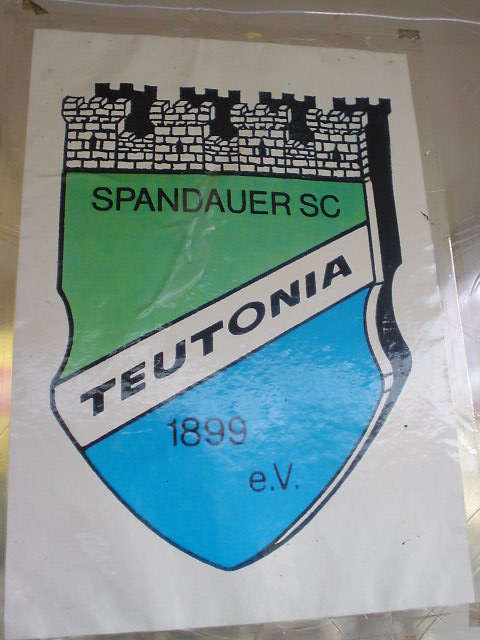 SPANDAUER SC
TEUTONIA
1899
e.V.